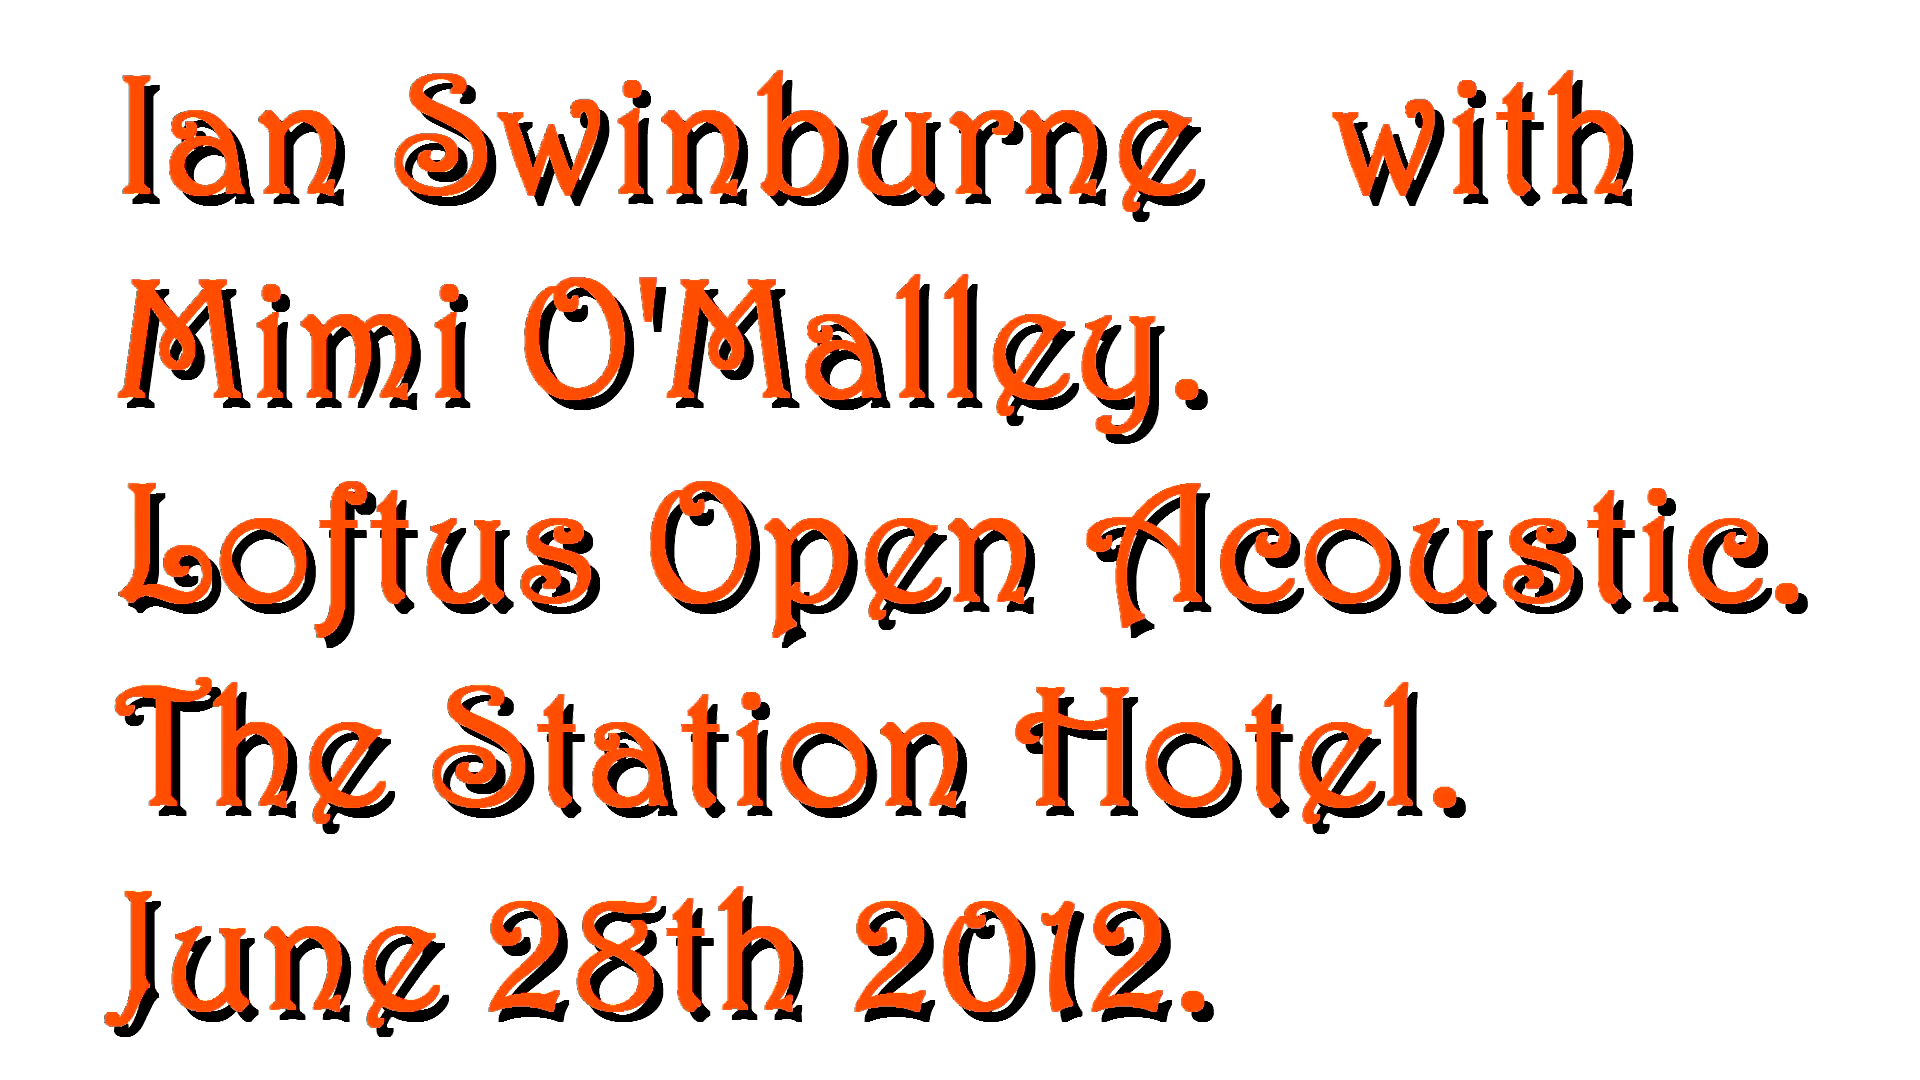 Ian Swinburne with
Mimi O'Malley.
Loftus Open Acoustic.
The Station Hotel.
June 28th 2012.